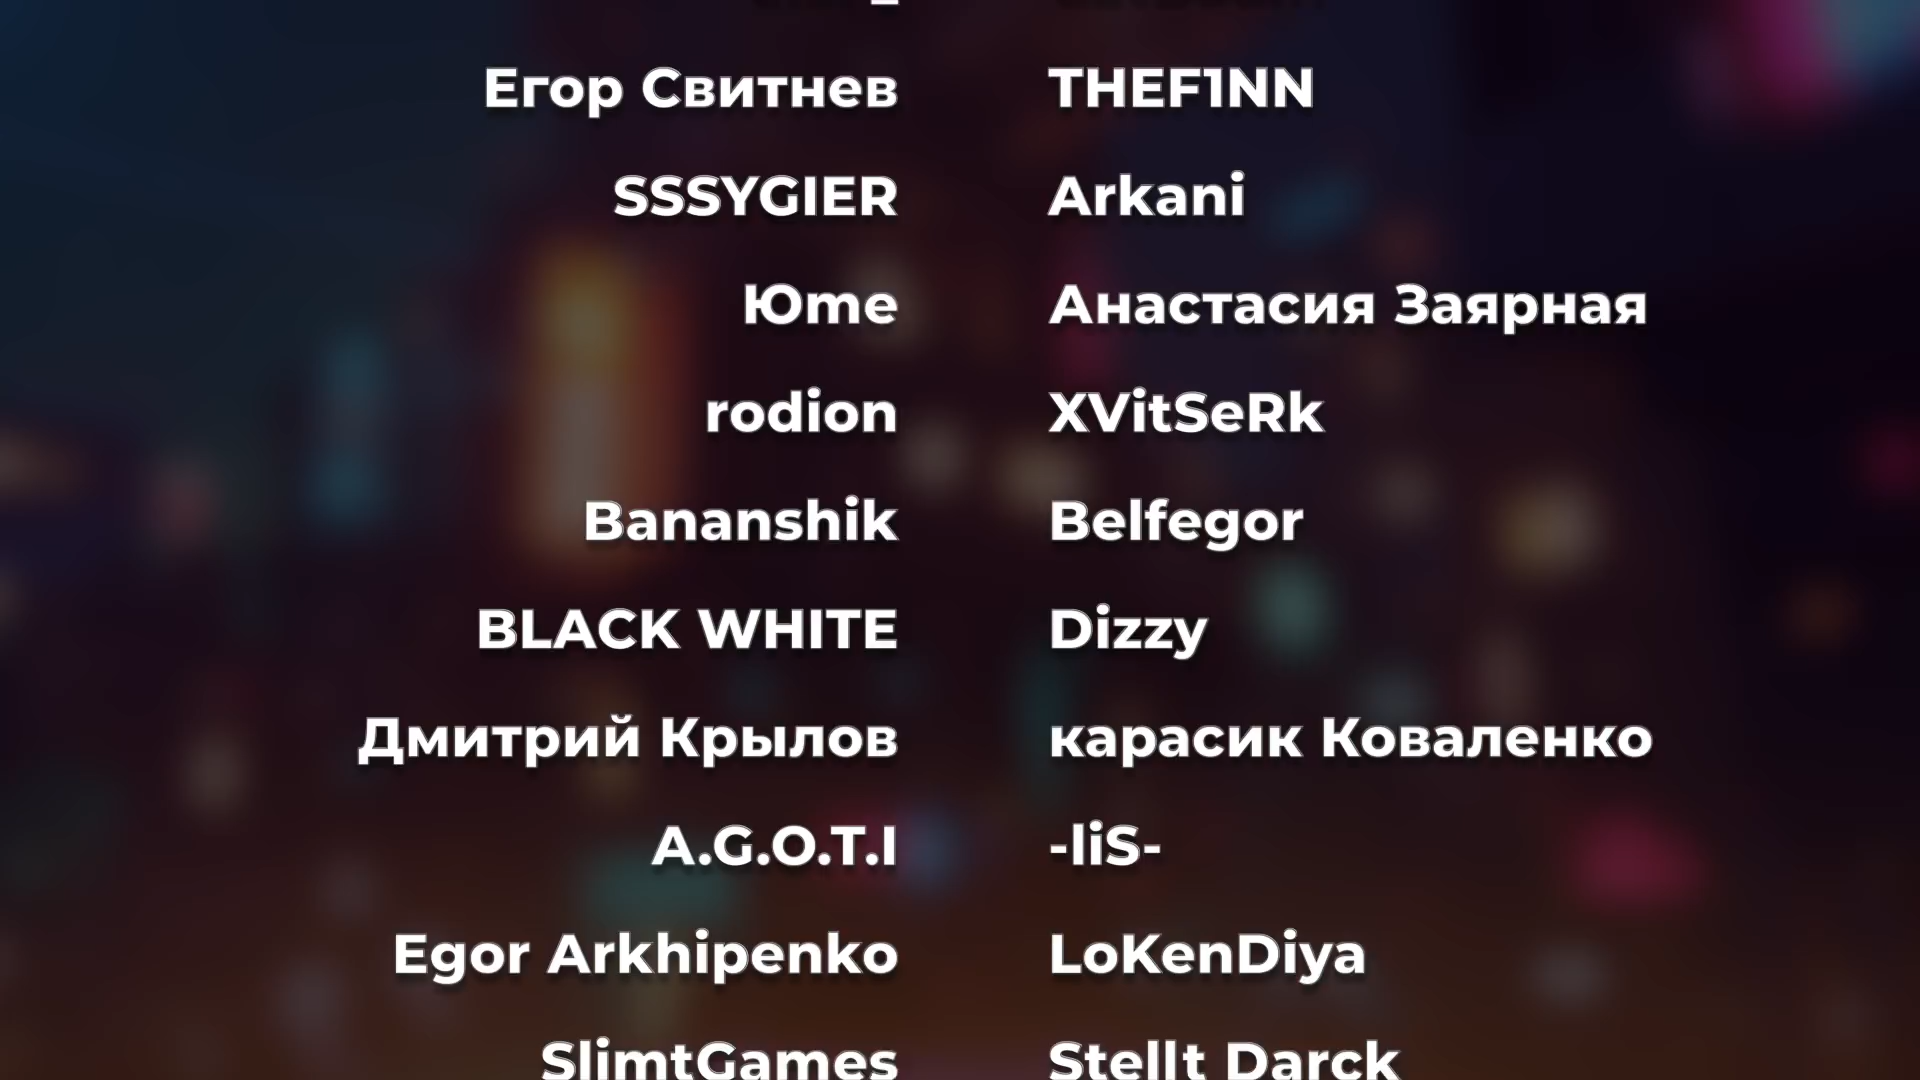 Егор Свитнев THEF1NN
SSSYGIER Arkani
Юme Анастасия Заярная
rodion XVitSeRk
Bananshik Belfegor
BLACK WHITE Dizzy
Дмитрий Крылов карасик Коваленко
A.G.O.T.I -liS-
Egor Arkhipenko LoKenDiya
SlimtGames Stellt Darck